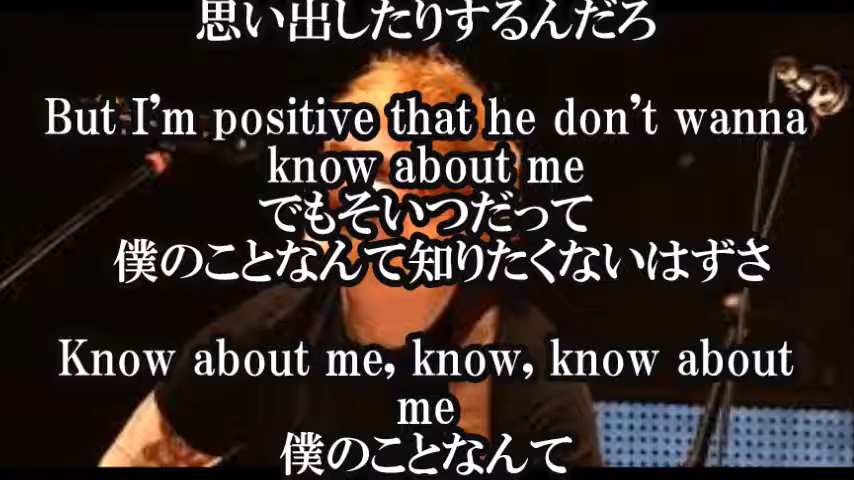 思い出したりするんだろ
But I'm positive that he don't wanna
know about me
でもそいつだって
僕のことなんて知りたくないはずさ
Know about me, know, know about
me
僕のことなんて